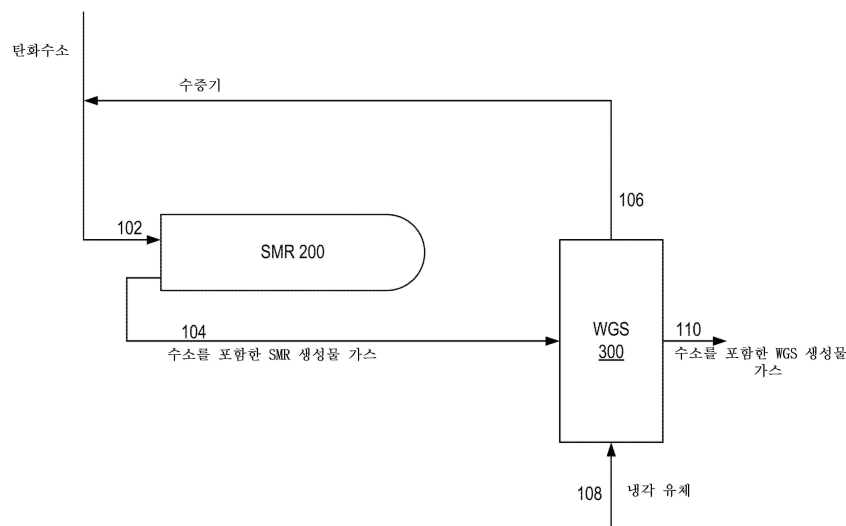 탄화수소
수증기
106
102
SMR 200
104
수소를 포함한 SMR 생성물 가스
WGS
300
110
수소를 포함한 WGS 생성물
가스
108
냉각 유체